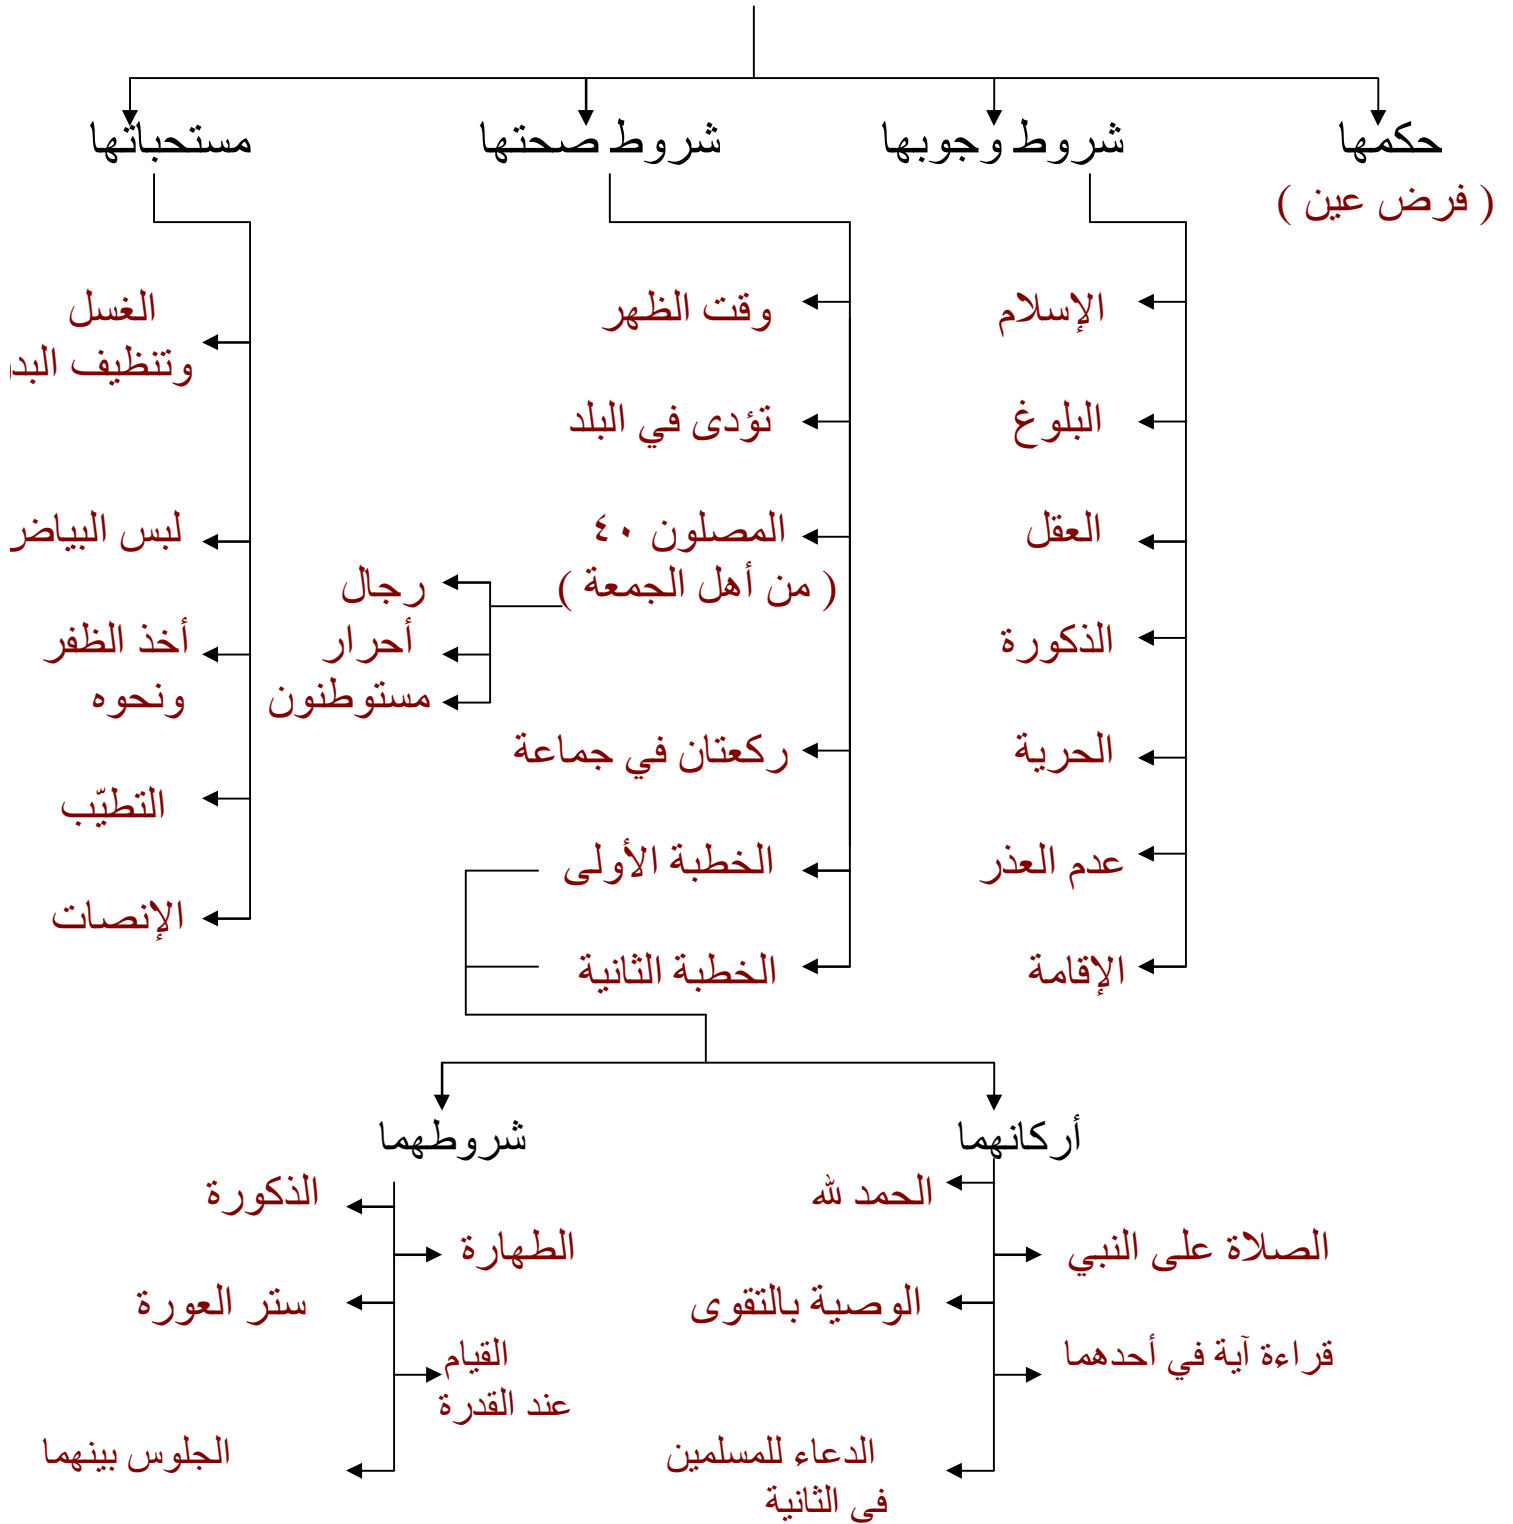 حكمها
( فرض عين )
شروط وجوبها
الإسلام
البلوغ
العقل
الذكورة
الحرية
عدم العذر
الإقامة
شروط صحتها
وقت الظهر
تؤدى في البلد
المصلون ٤٠
( من أهل الجمعة )
رجال
أحرار
مستوطنون
ركعتان في جماعة
الخطبة الأولى
الخطبة الثانية
مستحباتها
الغسل
وتنظيف البد
لبس البياض
أخذ الظفر
ونحوه
التطيّب
الإنصات
أركانهما
الحمد لله
الصلاة على النبي
الوصية بالتقوى
قراءة آية في أحدهما
الدعاء للمسلمين
في الثانية
شروطهما
الذكورة
الطهارة
ستر العورة
القيام
عند القدرة
الجلوس بينهما